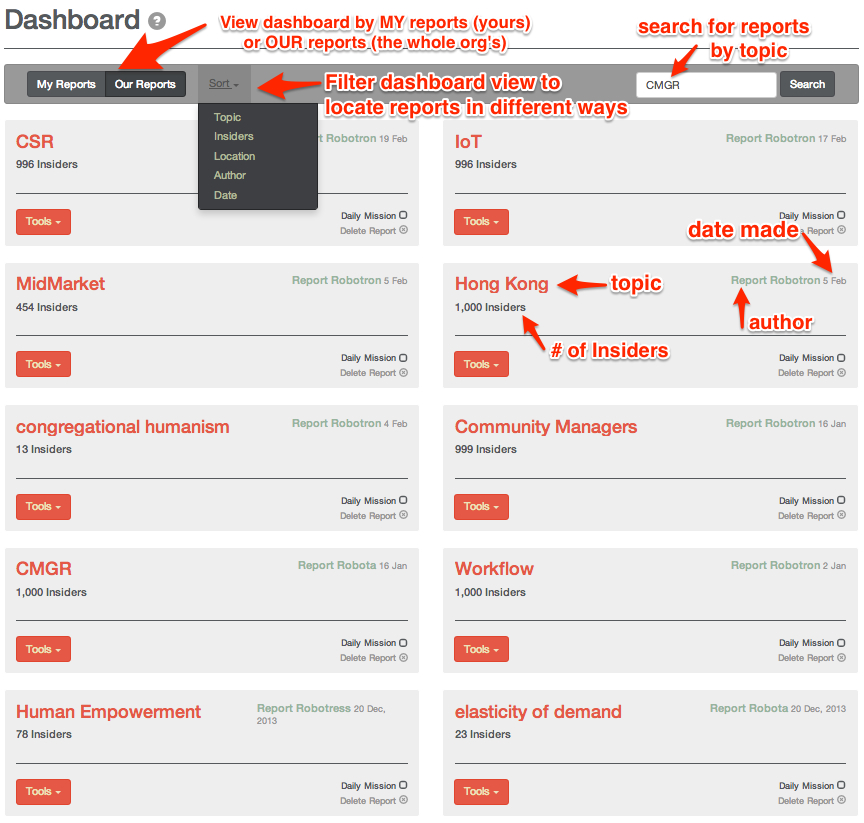 Dashboard ?
View dashboard by MY reports (yours)
or OUR reports (the whole org's)
search for reports
by topic
My Reports Our Reports Sort
Filter dashboard view to
locate reports in different ways
CMGR Search
Topic
Insiders
Location
Author
Date
CSR
rt Robotron 19 Feb
996 Insiders
Tools
Daily Mission
Delete Report
IoT
Report Robotron 17 Feb
996 Insiders
Tools
Daily Mission
Delete Report
date made
MidMarket
Report Robotron 5 Feb
454 Insiders
Tools
Daily Mission
Delete Report
Hong Kong
topic
Report Robotron 5 Feb
1,000 Insiders
author
# of Insiders
Tools
Daily Mission
Delete Report
congregational humanism
Report Robotron 4 Feb
13 Insiders
Tools
Daily Mission
Delete Report
Community Managers
Report Robotron 16 Jan
999 Insiders
Tools
Daily Mission
Delete Report
CMGR
Report Robota 16 Jan
1,000 Insiders
Tools
Daily Mission
Delete Report
Workflow
Report Robotron 2 Jan
1,000 Insiders
Tools
Daily Mission
Delete Report
Human Empowerment
Report Robotress 20 Dec,
2013
78 Insiders
Tools
Daily Mission
Delete Report
elasticity of demand
Report Robota 20 Dec, 2013
23 Insiders
Tools
Daily Mission
Delete Report